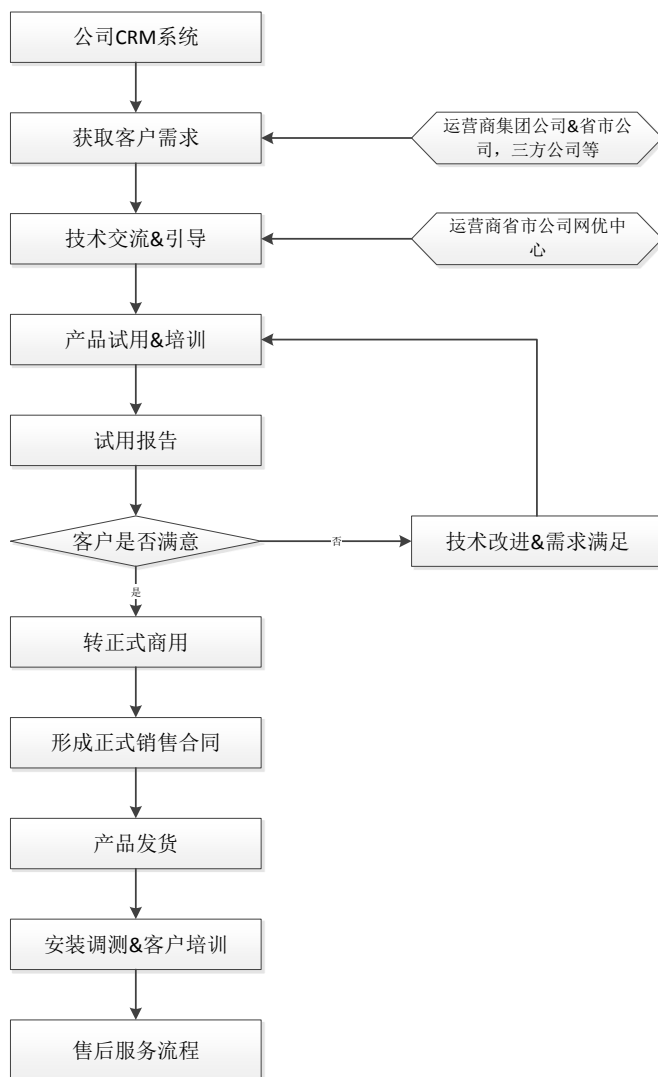 公司CRM系统
获取客户需求
运营商集团公司&省市公
司，三方公司等
技术交流&引导
运营商省市公司网优中
心
产品试用&培训
试用报告
客户是否满意
否
技术改进&需求满足
是
转正式商用
形成正式销售合同
产品发货
安装调测&客户培训
售后服务流程